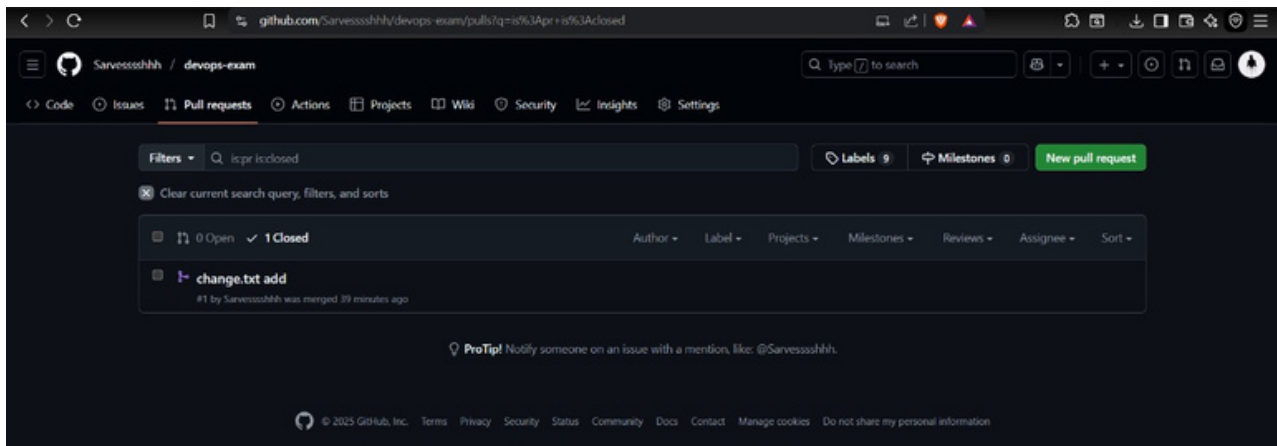 github.com/Sarvesssshhh/devops-exam/pulls?q=is%3Apr+is%3Aclosed
Sarvesssshhh / devops-exam
Type / to search
Code Issues Pull requests Actions Projects Wiki Security Insights Settings
Filters is:pr is:closed Labels 9 Milestones 0 New pull request
Clear current search query, filters, and sorts
0 Open 1 Closed Author Label Projects Milestones Reviews Assignee Sort
change.txt add
#1 by Sarvesssshhh was merged 39 minutes ago
ProTip! Notify someone on an issue with a mention, like: @Sarvesssshhh.
© 2025 GitHub, Inc. Terms Privacy Security Status Community Docs Contact Manage cookies Do not share my personal information